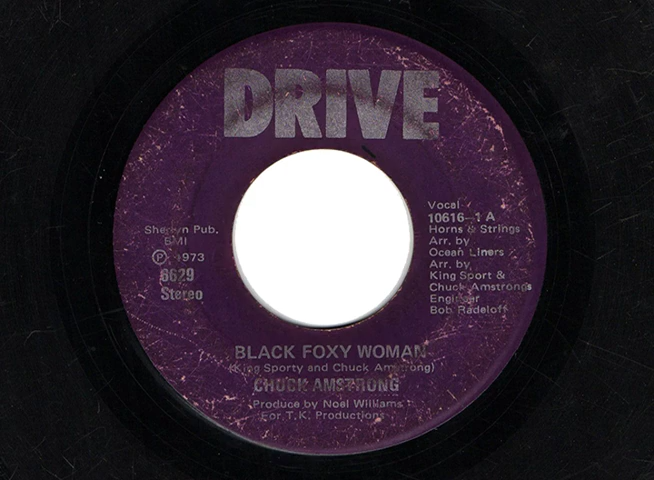 DRIVE
Sherlyn Pub.
BMI
Ⓟ 1973
6629
Stereo
Vocal
10616-1 A
Horns & Strings
Arr. by
Ocean Liners
Arr. by
King Sport &
Chuck Amstrongs
Engineer
Bob Radeloff
BLACK FOXY WOMAN
(King Sporty and Chuck Amstrong)
CHUCK AMSTRONG
Produce by Noel Williams
For T.K. Productions